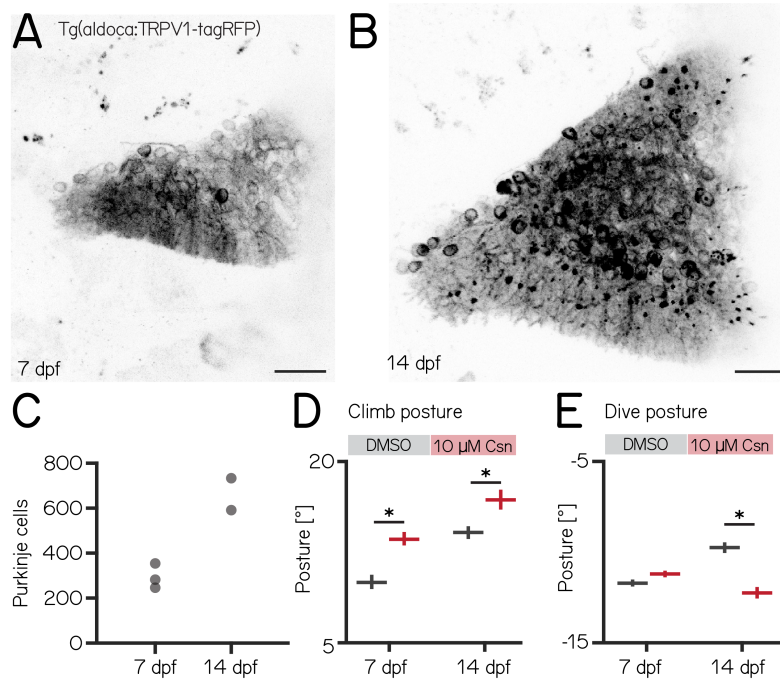 A
Tg(aldoca:TRPV1-tagRFP)
7 dpf
B
14 dpf
C
Purkinje cells
800
600
400
200
0
7 dpf
14 dpf
D
Climb posture
DMSO
10 µM Csn
Posture [°]
20
5
*
*
7 dpf
14 dpf
E
Dive posture
DMSO
10 µM Csn
Posture [°]
-5
-15
*
7 dpf
14 dpf